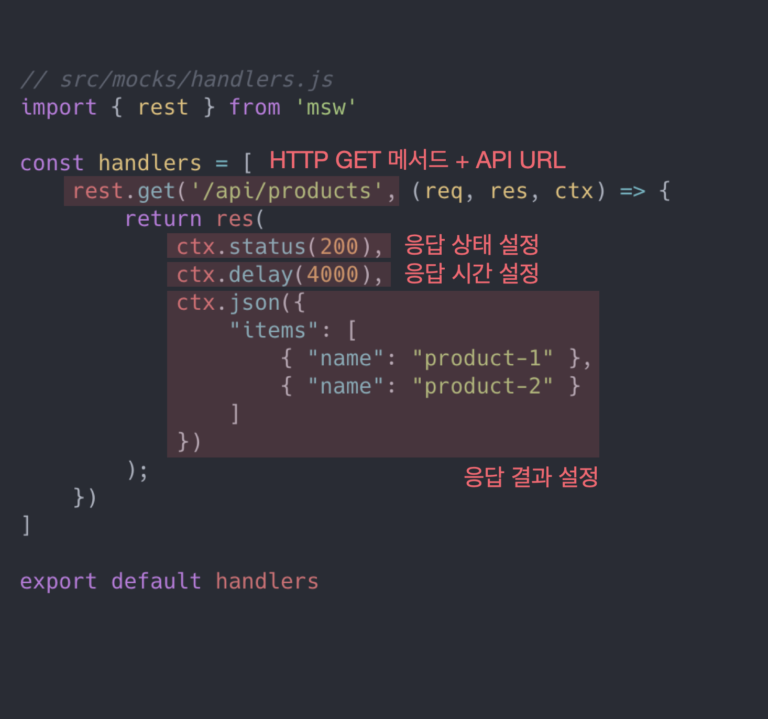 // src/mocks/handlers.js
import { rest } from 'msw'
const handlers = [ HTTP GET 메서드 + API URL
rest.get('/api/products', (req, res, ctx) => {
return res(
ctx.status(200), 응답 상태 설정
ctx.delay(4000), 응답 시간 설정
ctx.json({
"items": [
{ "name": "product-1" },
{ "name": "product-2" }
]
})
); 응답 결과 설정
})
]
export default handlers